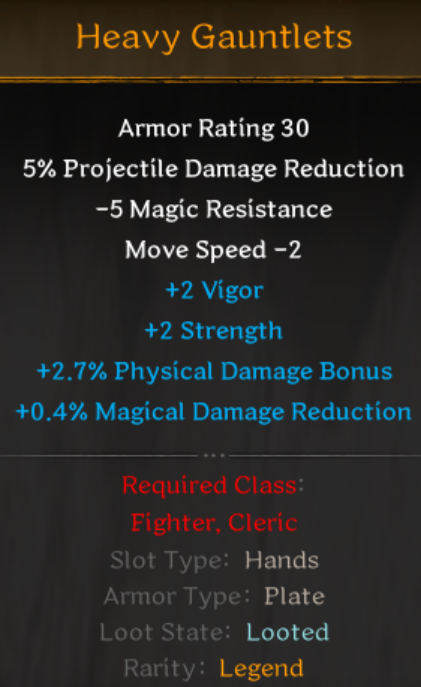 Heavy Gauntlets
Armor Rating 30
5% Projectile Damage Reduction
-5 Magic Resistance
Move Speed -2
+2 Vigor
+2 Strength
+2.7% Physical Damage Bonus
+0.4% Magical Damage Reduction
Required Class:
Fighter, Cleric
Slot Type: Hands
Armor Type: Plate
Loot State: Looted
Rarity: Legend